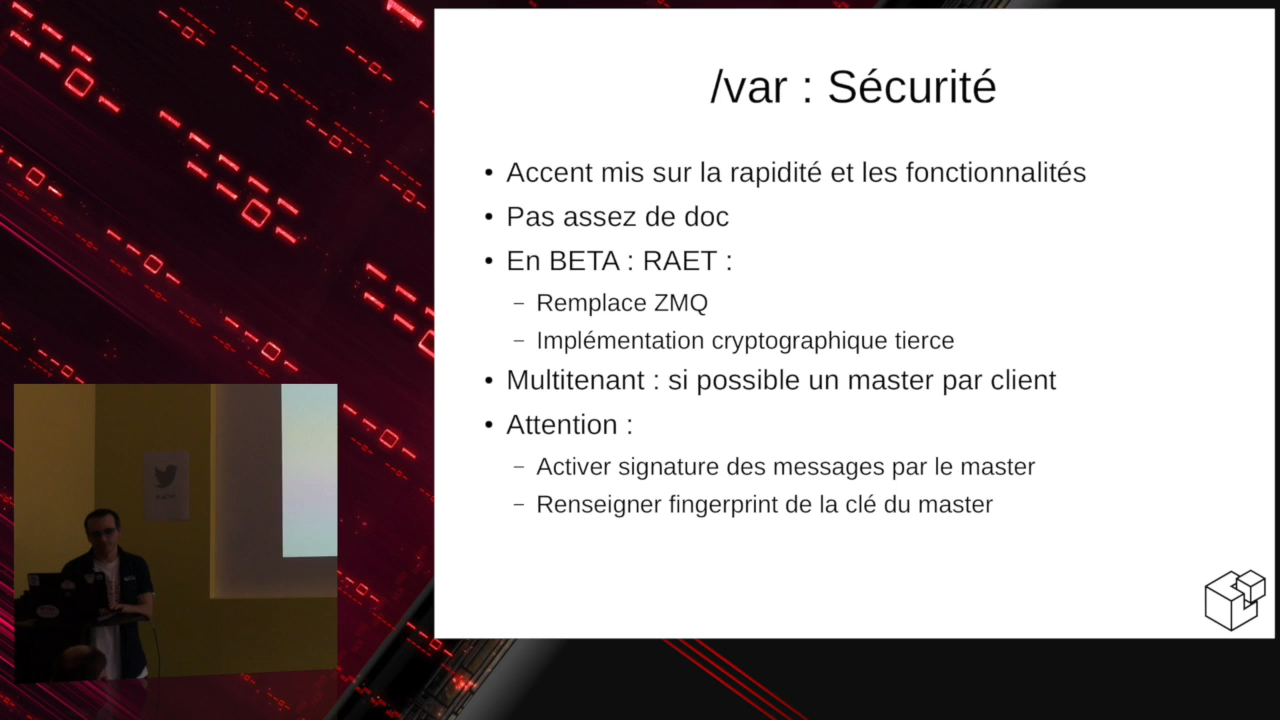 /var : Sécurité
• Accent mis sur la rapidité et les fonctionnalités
• Pas assez de doc
• En BETA : RAET :
– Remplace ZMQ
– Implémentation cryptographique tierce
• Multitenant : si possible un master par client
• Attention :
– Activer signature des messages par le master
– Renseigner fingerprint de la clé du master